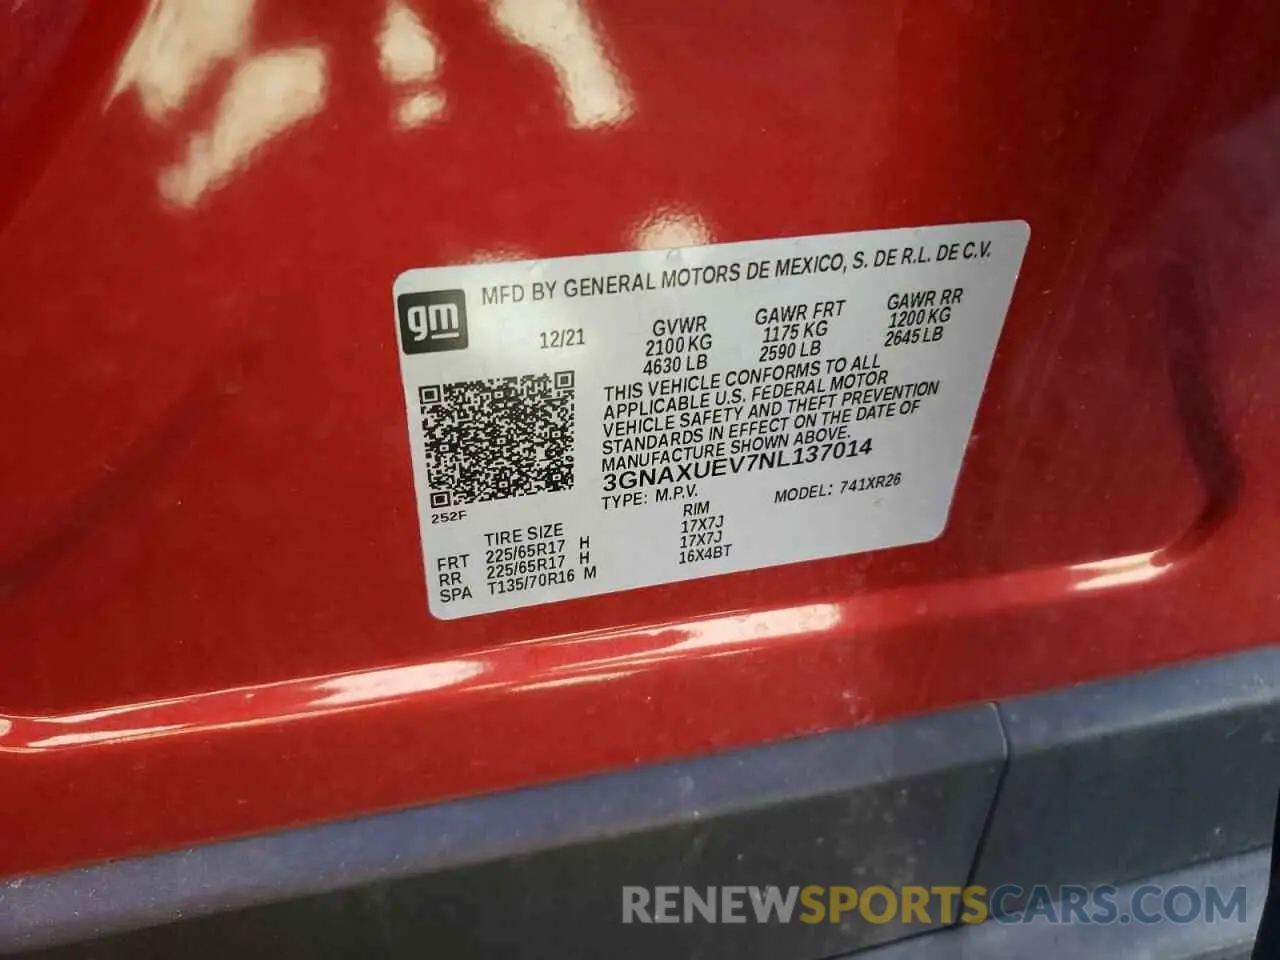 gm
MFD BY GENERAL MOTORS DE MEXICO, S. DE R.L. DE C.V.
12/21
GVWR
2100 KG
4630 LB
GAWR FRT
1175 KG
2590 LB
GAWR RR
1200 KG
2645 LB
THIS VEHICLE CONFORMS TO ALL
APPLICABLE U.S. FEDERAL MOTOR
VEHICLE SAFETY AND THEFT PREVENTION
STANDARDS IN EFFECT ON THE DATE OF
MANUFACTURE SHOWN ABOVE.
3GNAXUEV7NL137014
TYPE: M.P.V.
MODEL: 741XR26
252F
TIRE SIZE RIM
FRT 225/65R17 H 17X7J
RR 225/65R17 H 17X7J
SPA T135/70R16 M 16X4BT
RENEWSPORTSCARS.COM